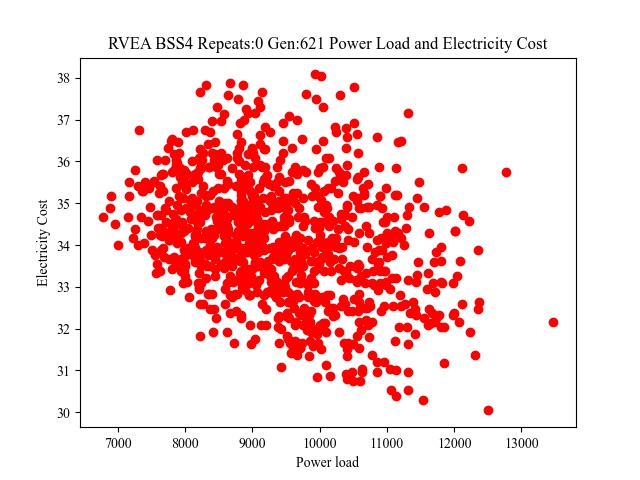 RVEA BSS4 Repeats:0 Gen:621 Power Load and Electricity Cost
38
37
36
35
34
33
32
31
30
Electricity Cost
7000 8000 9000 10000 11000 12000 13000
Power load